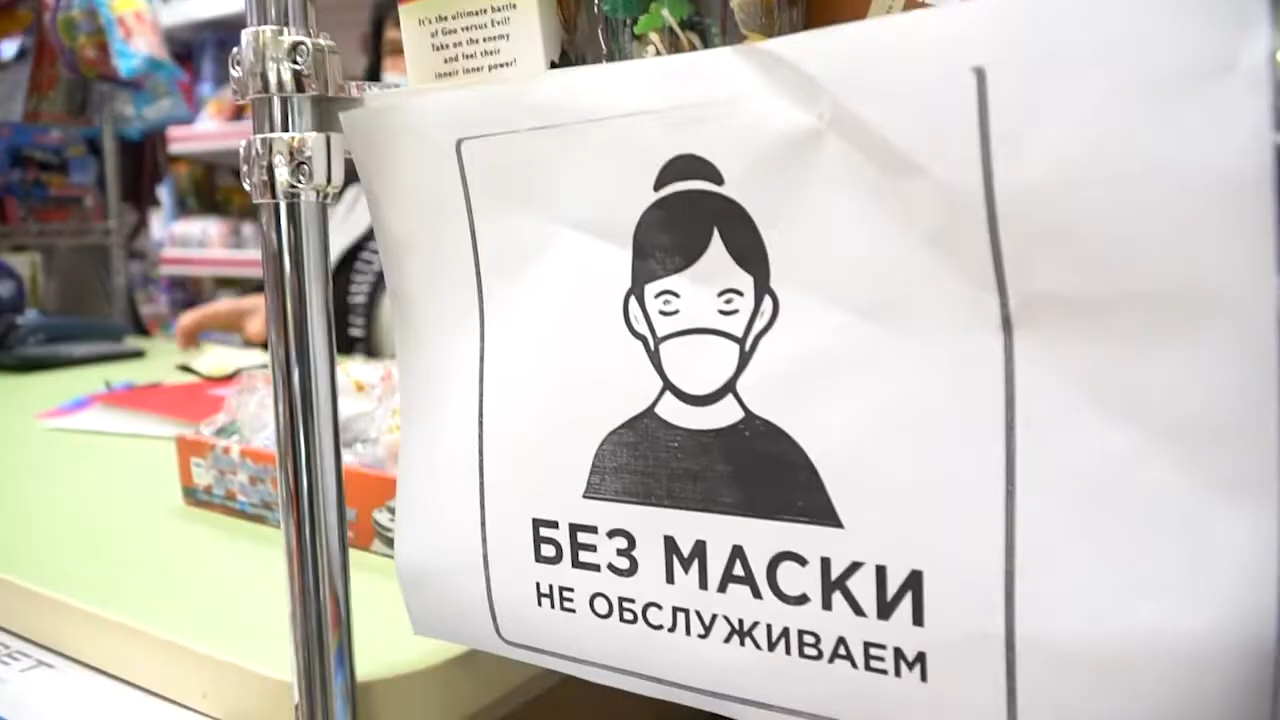 It's the ultimate battle
of Goo versus Evil!
Take on the enemy
and feel their
inner inner power!
БЕЗ МАСКИ
НЕ ОБСЛУЖИВАЕМ